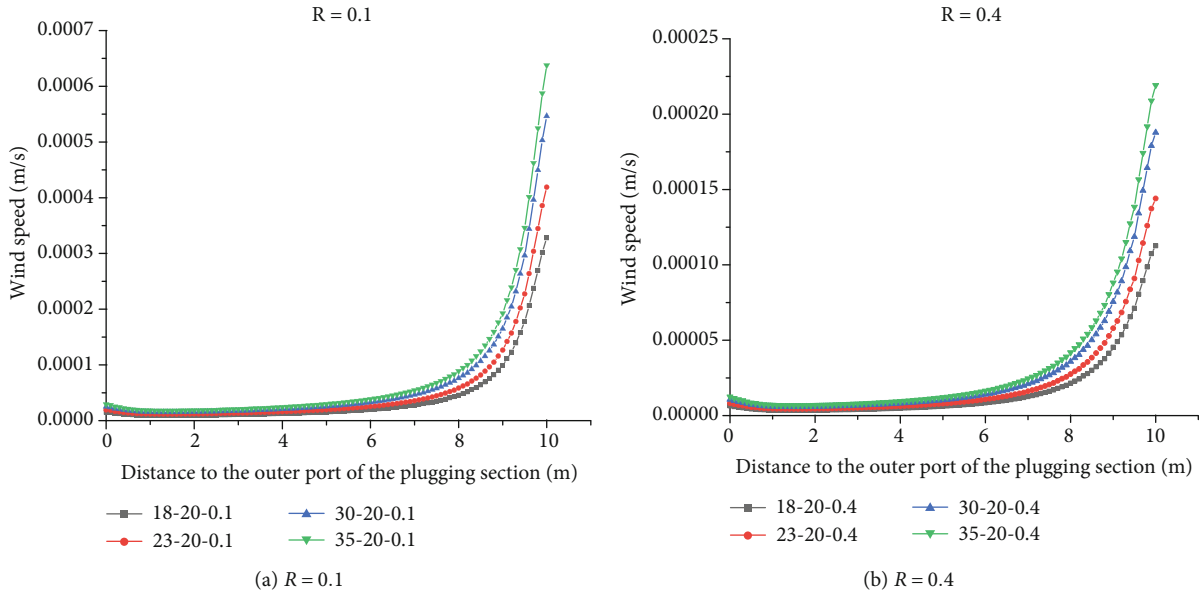 R = 0.1
0.0007
0.0006
0.0005
0.0004
0.0003
0.0002
0.0001
0.0000
Wind speed (m/s)
0 2 4 6 8 10
Distance to the outer port of the plugging section (m)
18-20-0.1 30-20-0.1
23-20-0.1 35-20-0.1
(a) R = 0.1
R = 0.4
0.00025
0.00020
0.00015
0.00010
0.00005
0.00000
Wind speed (m/s)
0 2 4 6 8 10
Distance to the outer port of the plugging section (m)
18-20-0.4 30-20-0.4
23-20-0.4 35-20-0.4
(b) R = 0.4